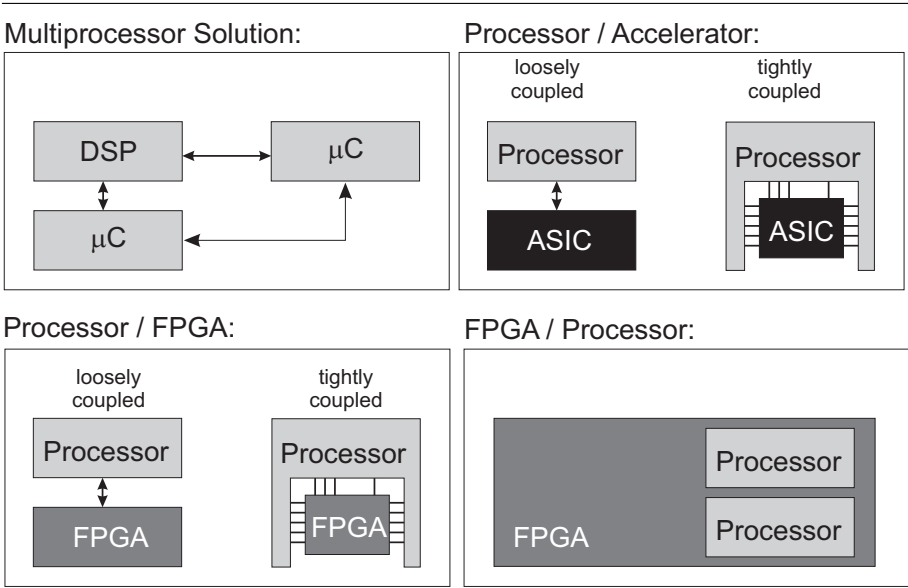 Multiprocessor Solution:
DSP
μC
μC
Processor / Accelerator:
loosely
coupled
Processor
ASIC
tightly
coupled
Processor
ASIC
Processor / FPGA:
loosely
coupled
Processor
FPGA
tightly
coupled
Processor
FPGA
FPGA / Processor:
Processor
FPGA
Processor